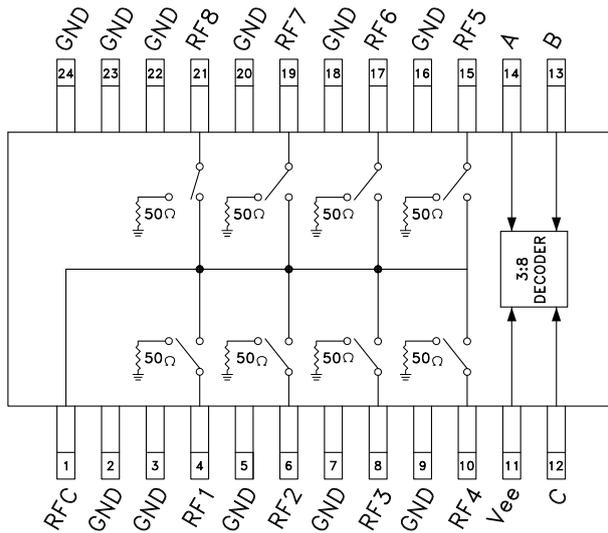 GND GND GND RF8 GND RF7 GND RF6 GND RF5 A B
24 23 22 21 20 19 18 17 16 15 14 13
50Ω 50Ω 50Ω 50Ω
3:8
DECODER
50Ω 50Ω 50Ω 50Ω
1 2 3 4 5 6 7 8 9 10 11 12
RFC GND GND RF1 GND RF2 GND RF3 GND RF4 Vee C